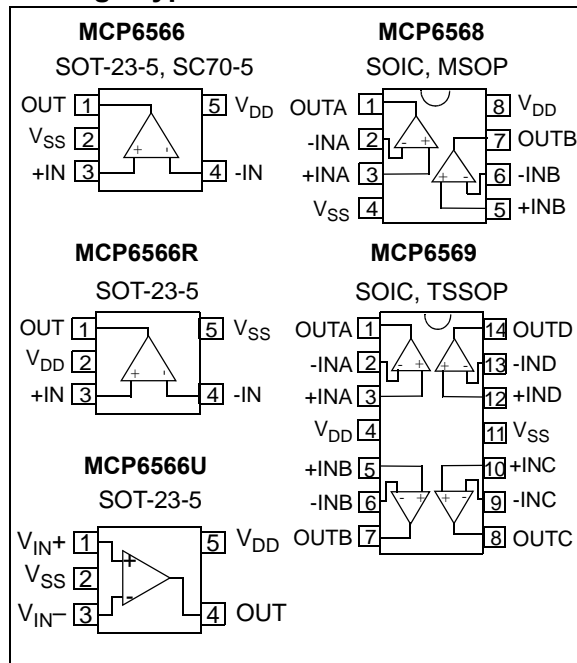 MCP6566
SOT-23-5, SC70-5
OUT 1
5 VDD
VSS 2
+IN 3
4 -IN
+ -
MCP6566R
SOT-23-5
OUT 1
5 VSS
VDD 2
+IN 3
4 -IN
+ -
MCP6566U
SOT-23-5
VIN+ 1
5 VDD
VSS 2
VIN– 3
4 OUT
+
-
MCP6568
SOIC, MSOP
OUTA 1
8 VDD
-INA 2
7 OUTB
+INA 3
6 -INB
VSS 4
5 +INB
- +
+ -
MCP6569
SOIC, TSSOP
OUTA 1
14 OUTD
-INA 2
13 -IND
+INA 3
12 +IND
VDD 4
11 VSS
+INB 5
10 +INC
-INB 6
9 -INC
OUTB 7
8 OUTC
- +
+ -
- +
+ -